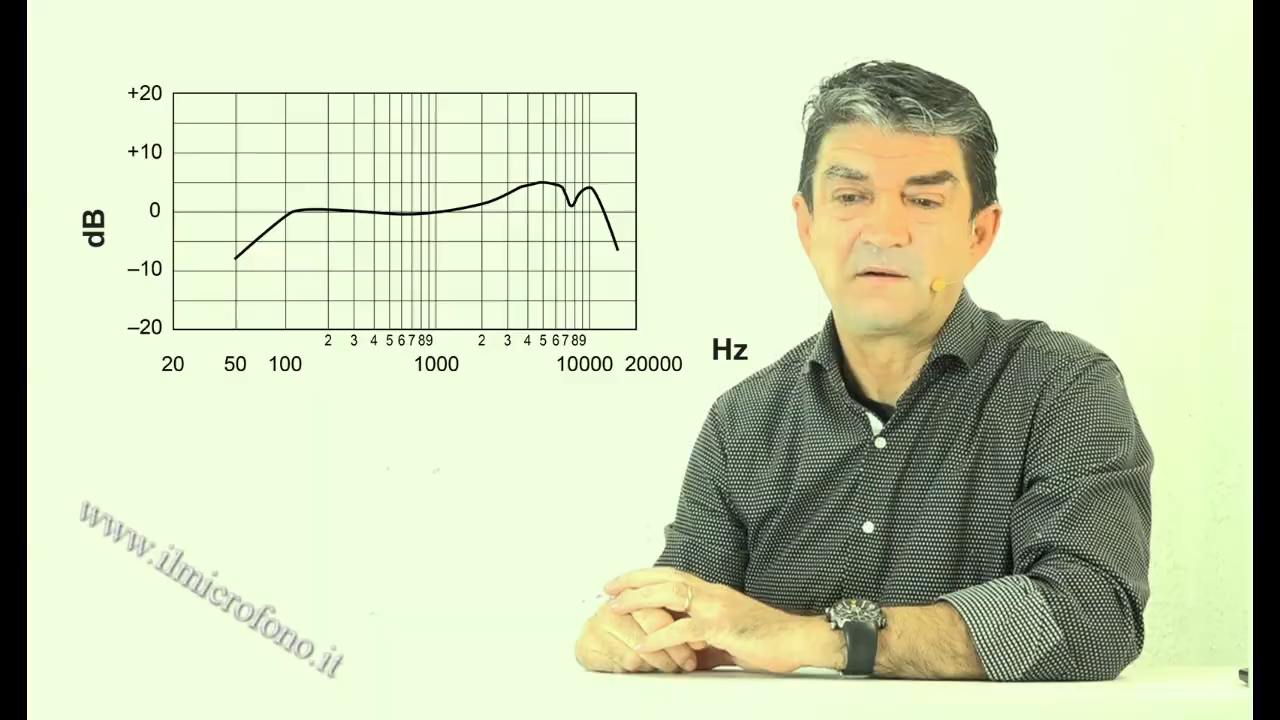 +20
+10
0
–10
–20
dB
2 3 4 5 6 7 8 9 2 3 4 5 6 7 8 9
20 50 100 1000 10000 20000
Hz
www.ilmicrofono.it